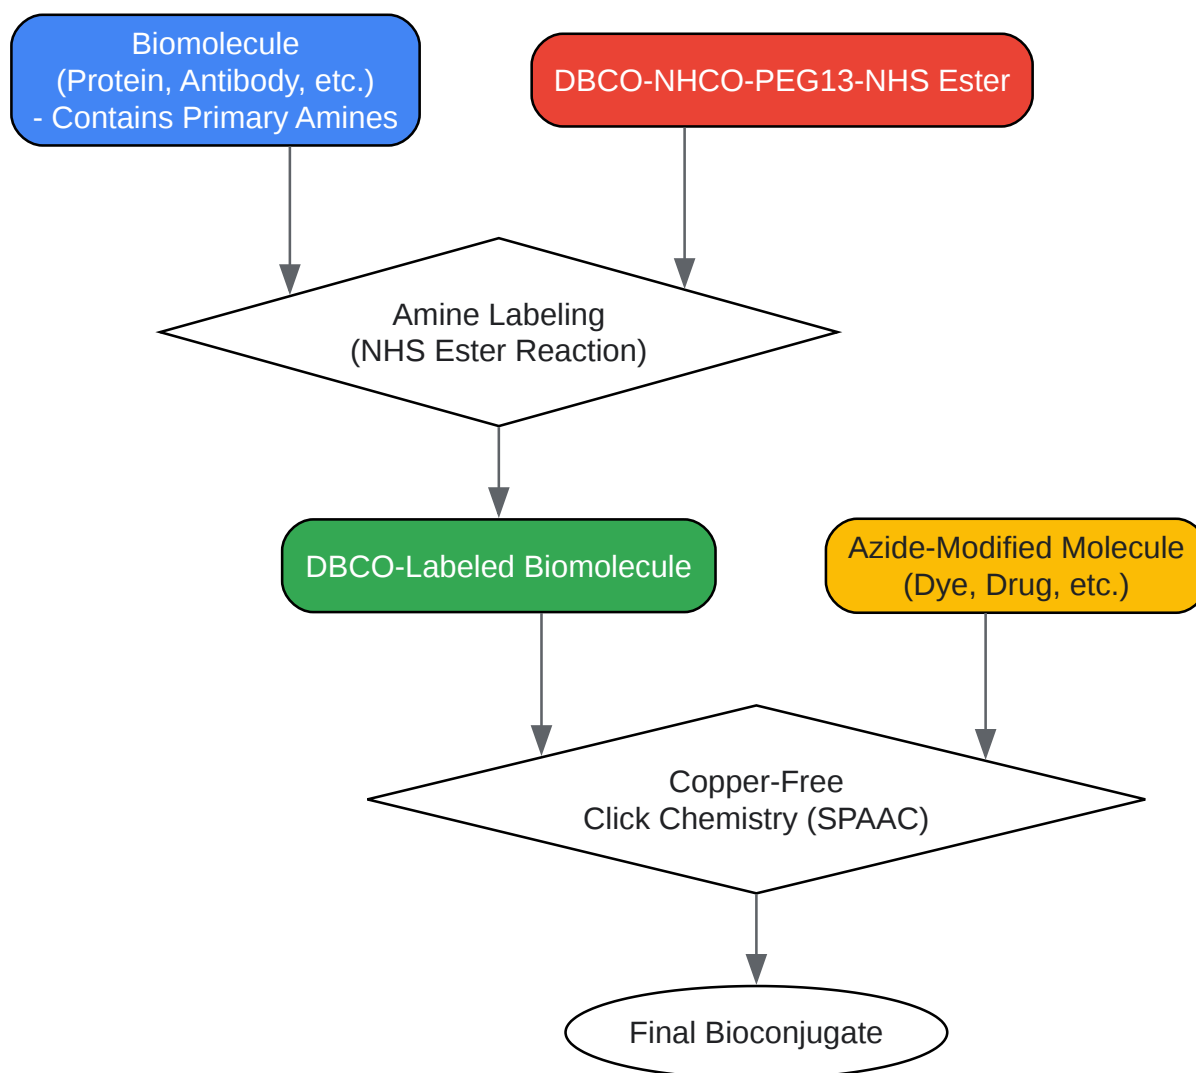 Biomolecule
(Protein, Antibody, etc.)
- Contains Primary Amines
DBCO-NHCO-PEG13-NHS Ester
Amine Labeling
(NHS Ester Reaction)
DBCO-Labeled Biomolecule
Azide-Modified Molecule
(Dye, Drug, etc.)
Copper-Free
Click Chemistry (SPAAC)
Final Bioconjugate